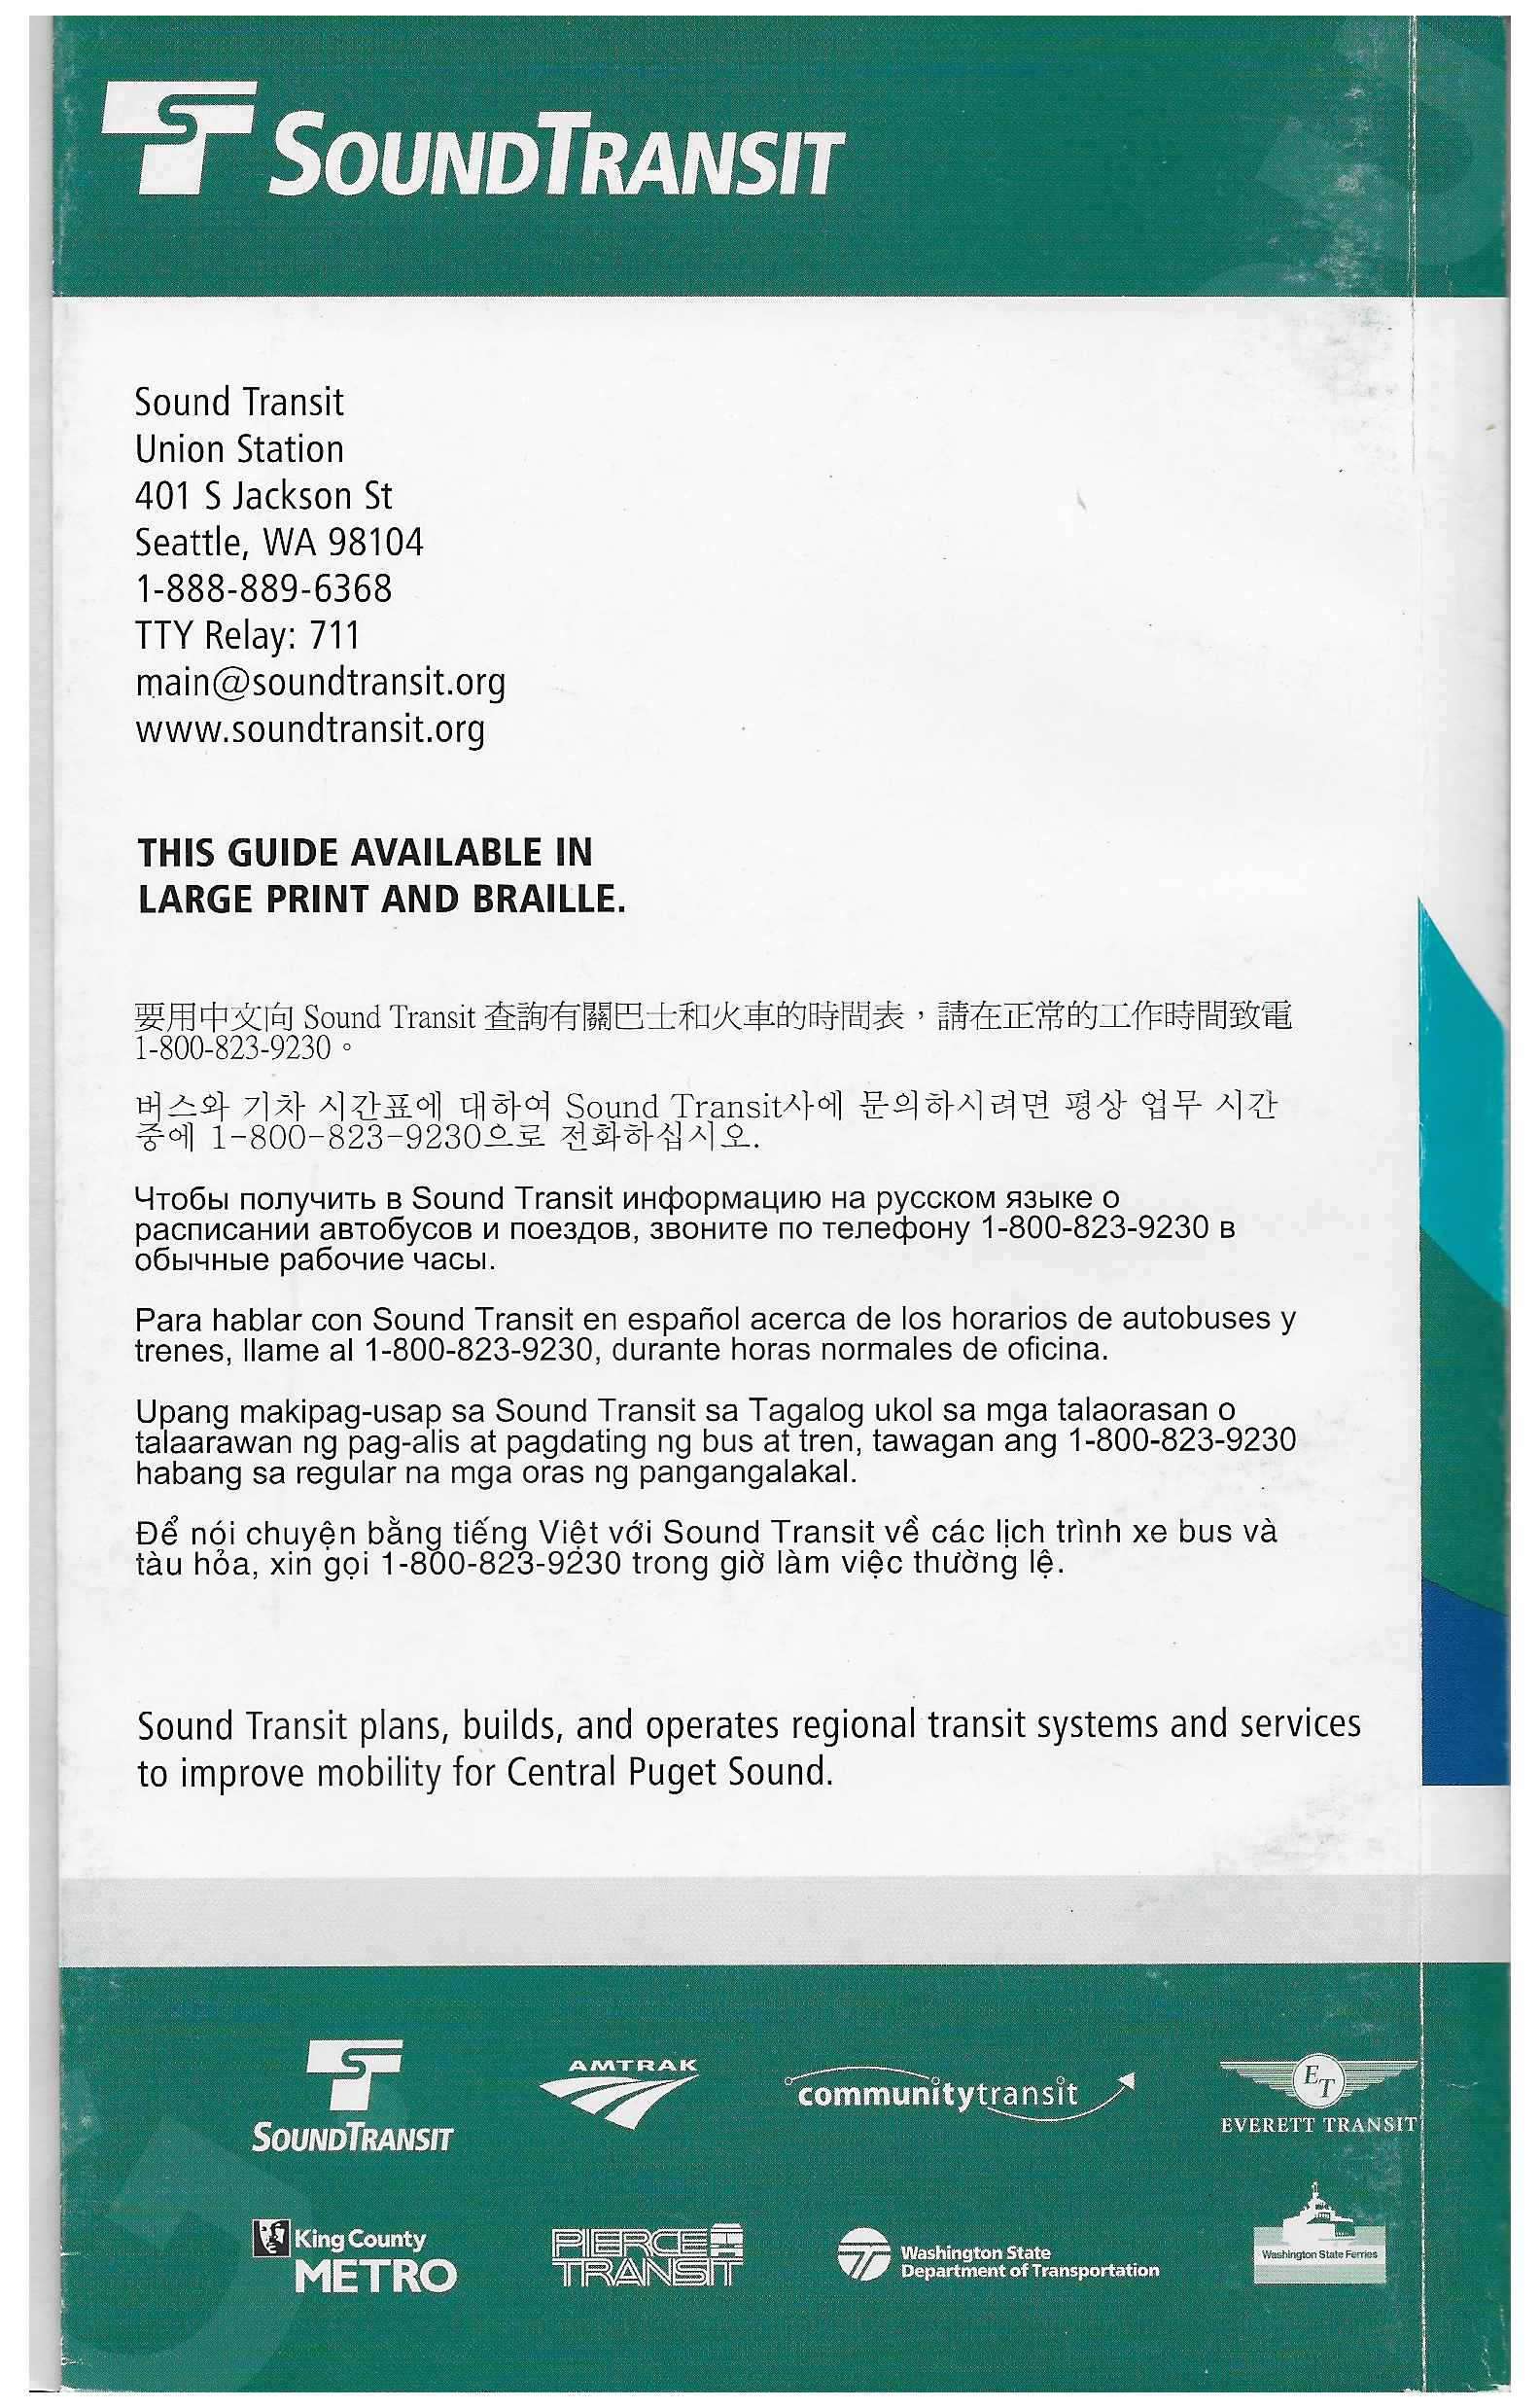 SOUNDTRANSIT
Sound Transit
Union Station
401 S Jackson St
Seattle, WA 98104
1-888-889-6368
TTY Relay: 711
main@soundtransit.org
www.soundtransit.org
THIS GUIDE AVAILABLE IN
LARGE PRINT AND BRAILLE.
要用中文向 Sound Transit 查詢有關巴士和火車的時間表，請在正常的工作時間致電
1-800-823-9230。
버스와 기차 시간표에 대하여 Sound Transit사에 문의하시려면 평상 업무 시간
중에 1-800-823-9230으로 전화하십시오.
Чтобы получить в Sound Transit информацию на русском языке о
расписании автобусов и поездов, звоните по телефону 1-800-823-9230 в
обычные рабочие часы.
Para hablar con Sound Transit en español acerca de los horarios de autobuses y
trenes, llame al 1-800-823-9230, durante horas normales de oficina.
Upang makipag-usap sa Sound Transit sa Tagalog ukol sa mga talaorasan o
talaarawan ng pag-alis at pagdating ng bus at tren, tawagan ang 1-800-823-9230
habang sa regular na mga oras ng pangangalakal.
Để nói chuyện bằng tiếng Việt với Sound Transit về các lịch trình xe bus và
tàu hỏa, xin gọi 1-800-823-9230 trong giờ làm việc thường lệ.
Sound Transit plans, builds, and operates regional transit systems and services
to improve mobility for Central Puget Sound.
SOUNDTRANSIT
AMTRAK
communitytransit
ET
EVERETT TRANSIT
King County
METRO
PIERCE
TRANSIT
Washington State
Department of Transportation
Washington State Ferries